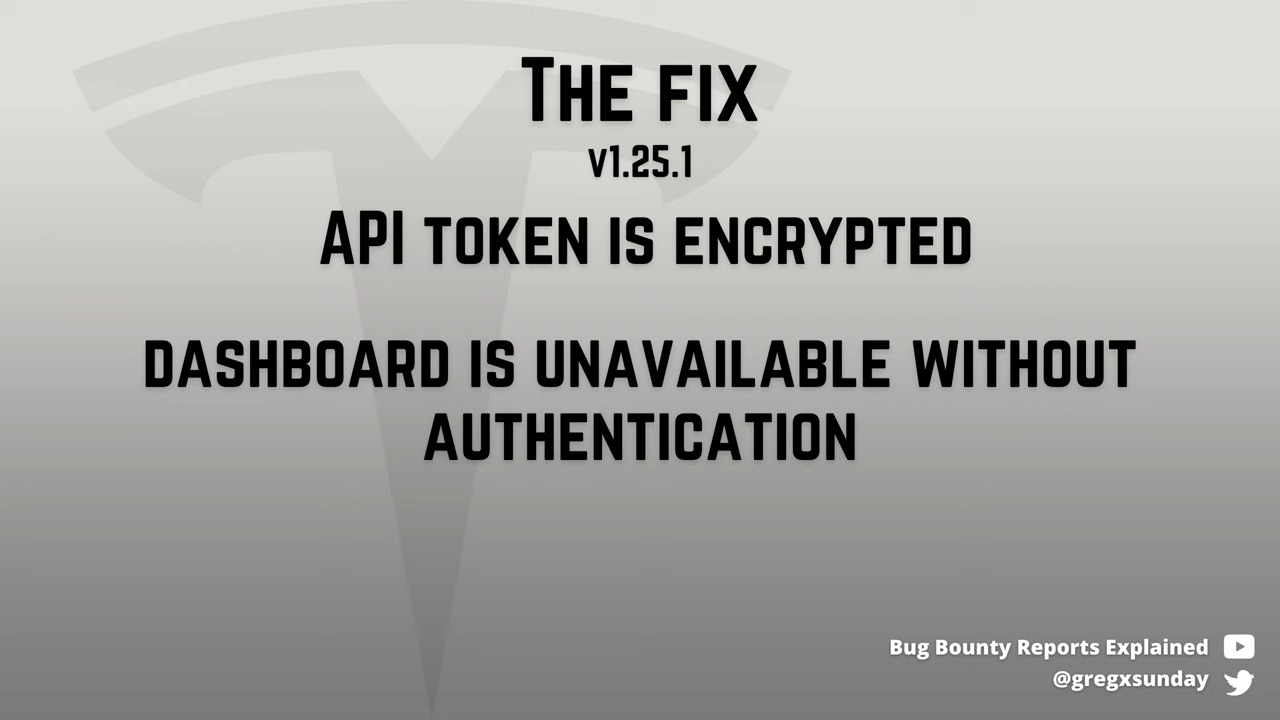 The fix
v1.25.1
API token is encrypted
dashboard is unavailable without
authentication
Bug Bounty Reports Explained
@gregxsunday